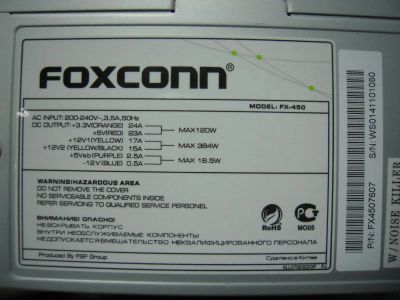 FOXCONN®
MODEL: FX-450
AC INPUT: 200-240V~,3.5A,50Hz
DC OUTPUT: +3.3V(ORANGE) 24A
+5V(RED) 23A
MAX120W
+12V1(YELLOW) 17A
+12V2 (YELLOW/BLACK) 15A
MAX 384W
+5Vsb(PURPLE) 2.5A
-12V(BLUE) 0.5A
MAX 18.5W
WARNING!HAZARDOUS AREA
DO NOT REMOVE THE COVER
NO SERVICEABLE COMPONENTS INSIDE
REFER SERVICING TO QUALIFIED SERVICE PERSONNEL
ОПАСНО!
НЕ ВСКРЫВАТЬ КОРПУС
ВНУТРИ НЕОБСЛУЖИВАЕМЫЕ КОМПОНЕНТЫ
НЕДОПУСКАЕТСЯ ВМЕШАТЕЛЬСТВО НЕКВАЛИФИЦИРОВАННОГО ПЕРСОНАЛА
RoHS
МО05
Produced By FSP Group
Сделано в Китае
S/N: WS0141101080
P/N: FX4507607
W/ NOISE KILLER